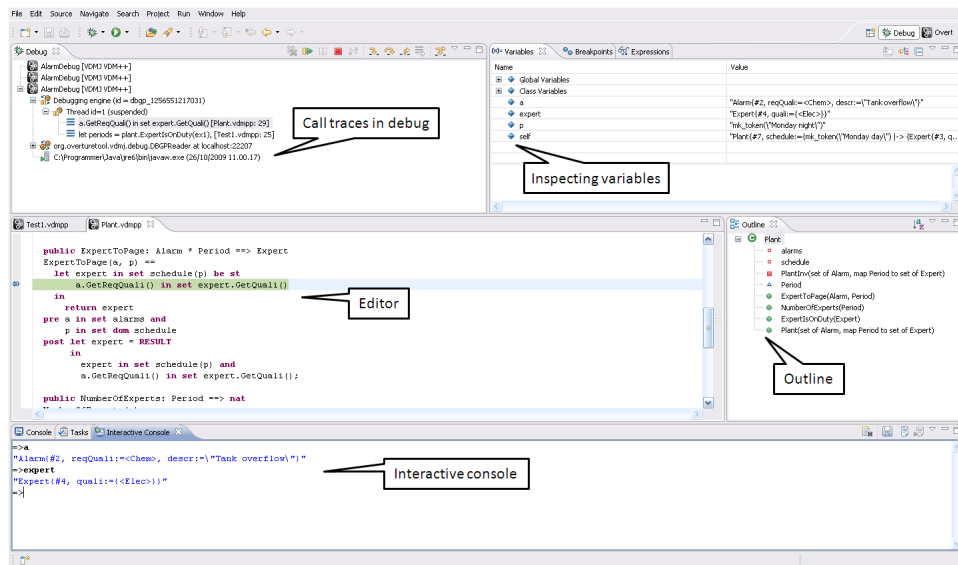 File Edit Source Navigate Search Project Run Window Help
Debug Overt
Debug
AlarmDebug [VDMJ VDM++]
AlarmDebug [VDMJ VDM++]
AlarmDebug [VDMJ VDM++]
Debugging engine (id = dbgp_1256551217031)
Thread id=1 (suspended)
a.GetReqQuali() in set expert.GetQuali() [Plant.vdmpp: 29]
let periods = plant.ExpertIsOnDuty(ex1), [Test1.vdmpp: 25]
org.overturetool.vdmj.debug.DBGPReader at localhost:22207
C:\Programmer\Java\jre6\bin\javaw.exe (26/10/2009 11.00.17)
Call traces in debug
Variables Breakpoints Expressions
Name Value
Global Variables
Class Variables
a "Alarm{#2, reqQuali:=<Chem>, descr:=\"Tank overflow\"}"
expert "Expert{#4, quali:={<Elec>}}"
p "mk_token(\"Monday night\")"
self "Plant{#7, schedule:={mk_token(\"Monday day\") |-> {Expert{#3, q...
Inspecting variables
Test1.vdmpp Plant.vdmpp
public ExpertToPage: Alarm * Period ==> Expert
ExpertToPage(a, p) ==
let expert in set schedule(p) be st
a.GetReqQuali() in set expert.GetQuali()
in
return expert
pre a in set alarms and
p in set dom schedule
post let expert = RESULT
in
expert in set schedule(p) and
a.GetReqQuali() in set expert.GetQuali();
public NumberOfExperts: Period ==> nat
Editor
Outline
Plant
alarms
schedule
PlantInv(set of Alarm, map Period to set of Expert)
Period
ExpertToPage(Alarm, Period)
NumberOfExperts(Period)
ExpertIsOnDuty(Expert)
Plant(set of Alarm, map Period to set of Expert)
Outline
Console Tasks Interactive Console
=>a
"Alarm{#2, reqQuali:=<Chem>, descr:=\"Tank overflow\"}"
=>expert
"Expert{#4, quali:={<Elec>}}"
=>
Interactive console